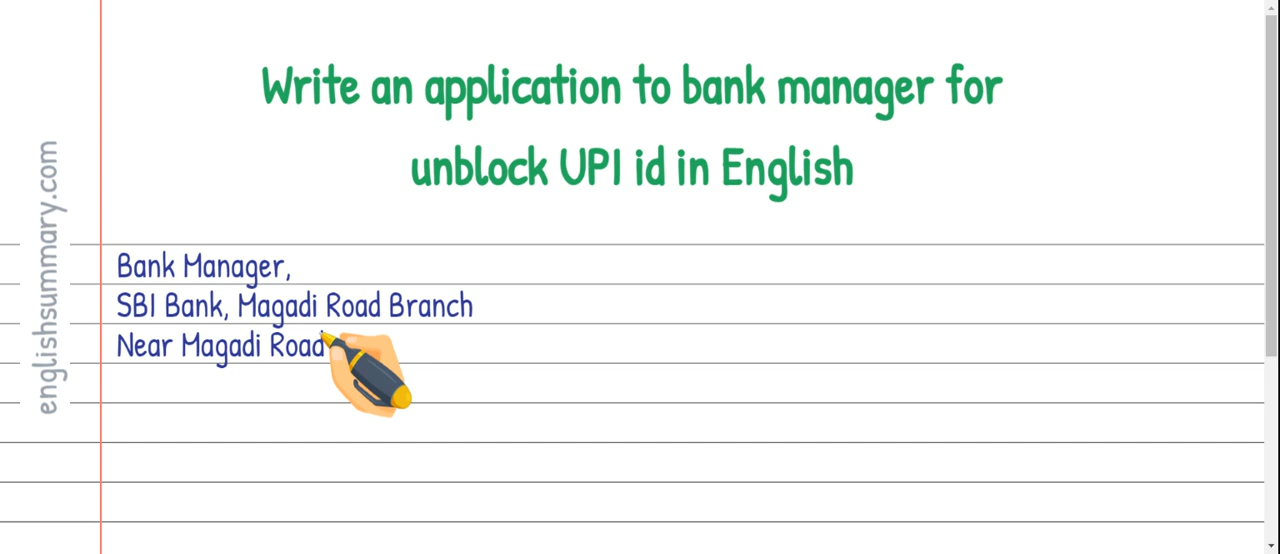 Write an application to bank manager for
unblock UPI id in English
englishsummary.com
Bank Manager,
SBI Bank, Magadi Road Branch
Near Magadi Road